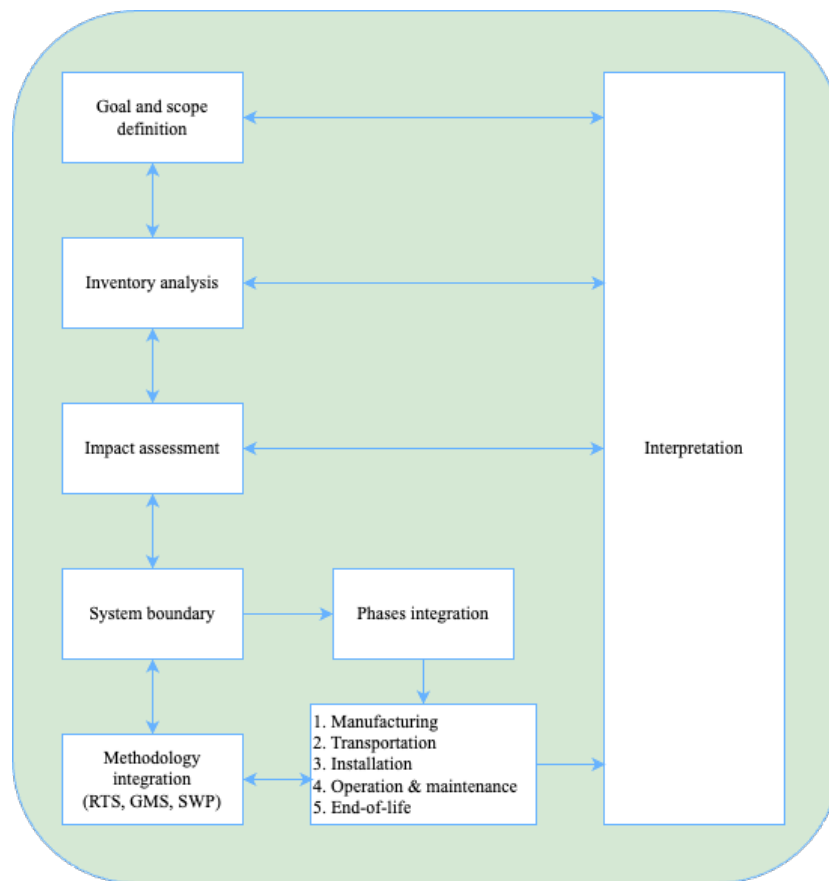 Goal and scope
definition
Inventory analysis
Impact assessment
Interpretation
System boundary
Phases integration
Methodology
integration
(RTS, GMS, SWP)
1. Manufacturing
2. Transportation
3. Installation
4. Operation & maintenance
5. End-of-life